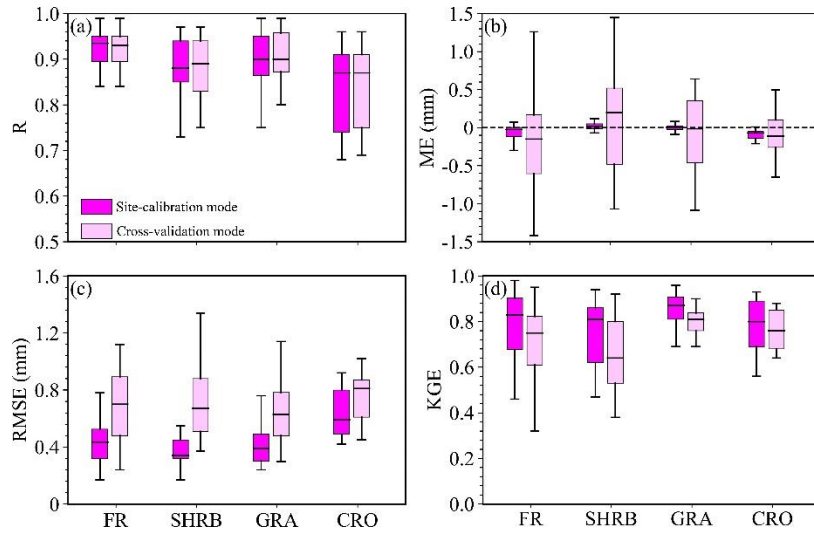 (a)
1.0
0.9
0.8
0.7
0.6
0.5
R
Site-calibration mode
Cross-validation mode
(b)
1.5
1.0
0.5
0
-0.5
-1.0
-1.5
ME (mm)
(c)
1.6
1.2
0.8
0.4
0
RMSE (mm)
FR SHRB GRA CRO
(d)
1.0
0.8
0.6
0.4
0.2
0.0
KGE
FR SHRB GRA CRO